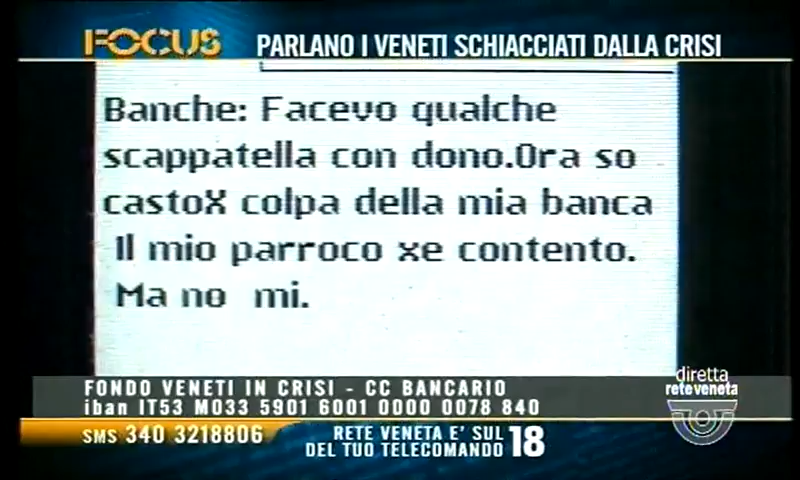 FOCUS PARLANO I VENETI SCHIACCIATI DALLA CRISI
Banche: Facevo qualche
scappatella con dono.Ora so
castoX colpa della mia banca
Il mio parroco xe contento.
Ma no mi.
diretta
reteveneta
FONDO VENETI IN CRISI - CC BANCARIO
iban IT53 M033 5901 6001 0000 0078 840
SMS 340 3218806
RETE VENETA E' SUL
DEL TUO TELECOMANDO 18